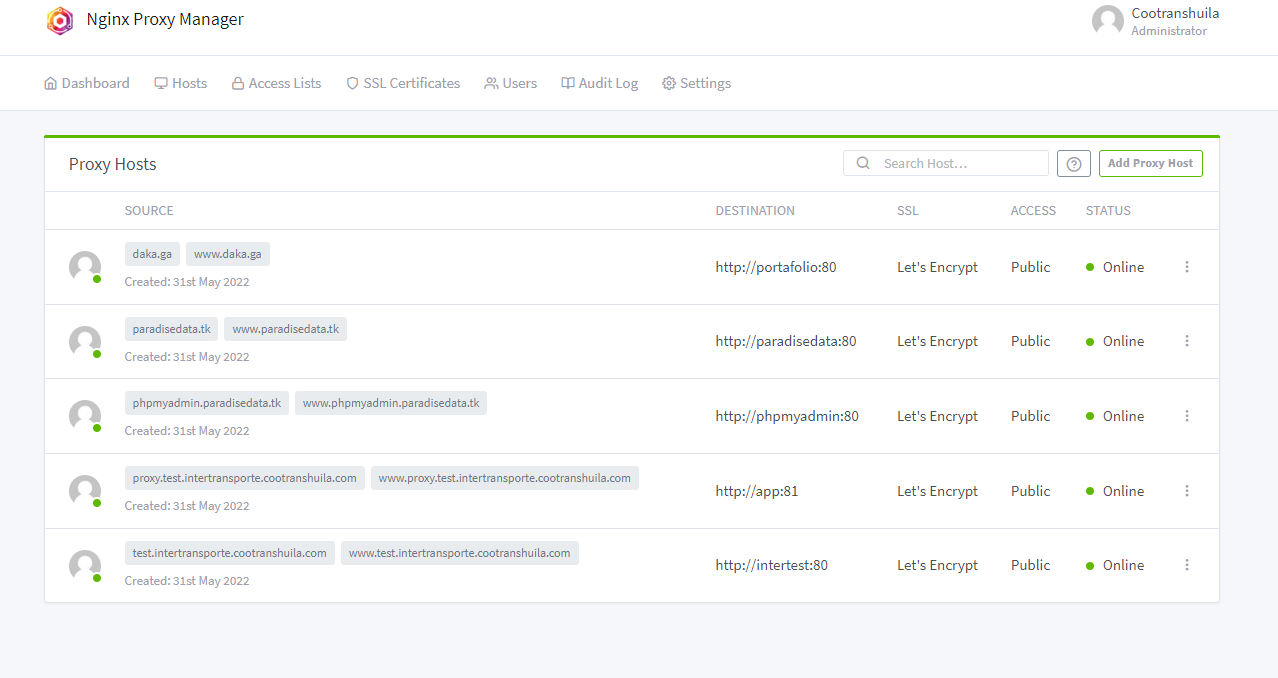 Nginx Proxy Manager
Cootranshuila
Administrator
Dashboard Hosts Access Lists SSL Certificates Users Audit Log Settings
Proxy Hosts Search Host... Add Proxy Host
SOURCE DESTINATION SSL ACCESS STATUS
daka.ga www.daka.ga
http://portafolio:80 Let's Encrypt Public Online
Created: 31st May 2022
paradisedata.tk www.paradisedata.tk
http://paradisedata:80 Let's Encrypt Public Online
Created: 31st May 2022
phpmyadmin.paradisedata.tk www.phpmyadmin.paradisedata.tk
http://phpmyadmin:80 Let's Encrypt Public Online
Created: 31st May 2022
proxy.test.intertransporte.cootranshuila.com www.proxy.test.intertransporte.cootranshuila.com
http://app:81 Let's Encrypt Public Online
Created: 31st May 2022
test.intertransporte.cootranshuila.com www.test.intertransporte.cootranshuila.com
http://intertest:80 Let's Encrypt Public Online
Created: 31st May 2022